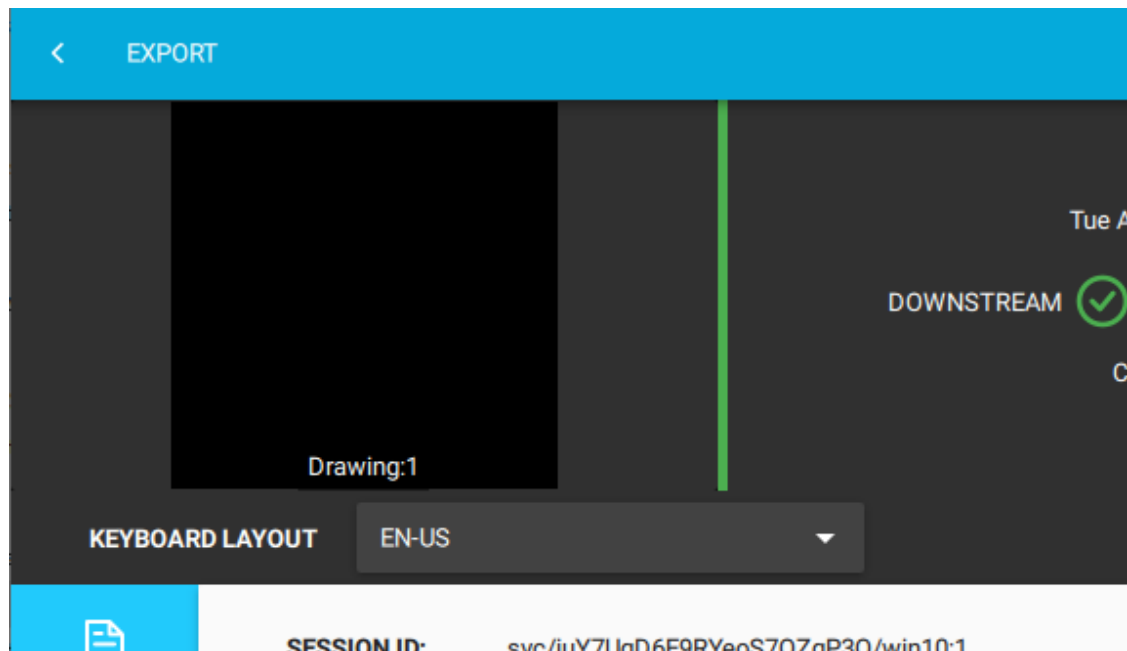 EXPORT
Tue
DOWNSTREAM
Drawing:1
KEYBOARD LAYOUT EN-US
SESSION ID: